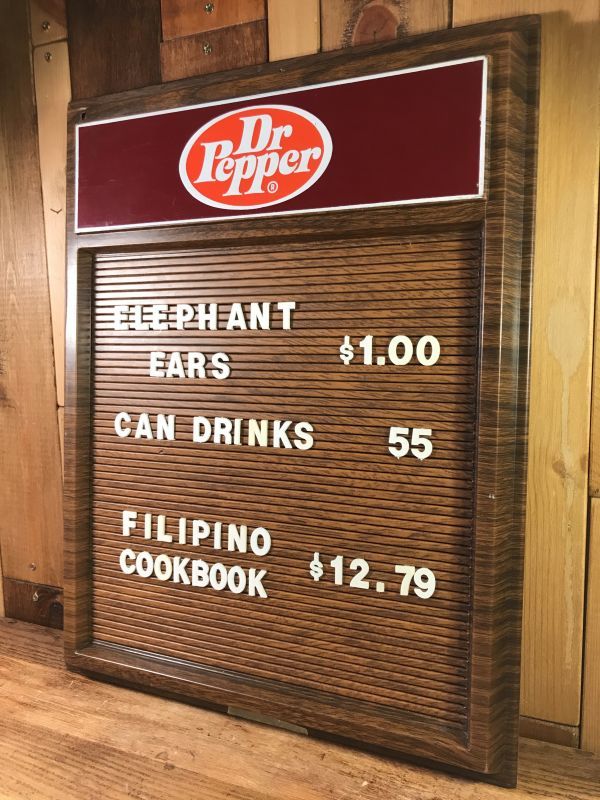 Dr
Pepper®
ELEPHANT
EARS $1.00
CAN DRINKS 55
FILIPINO
COOKBOOK $12.79